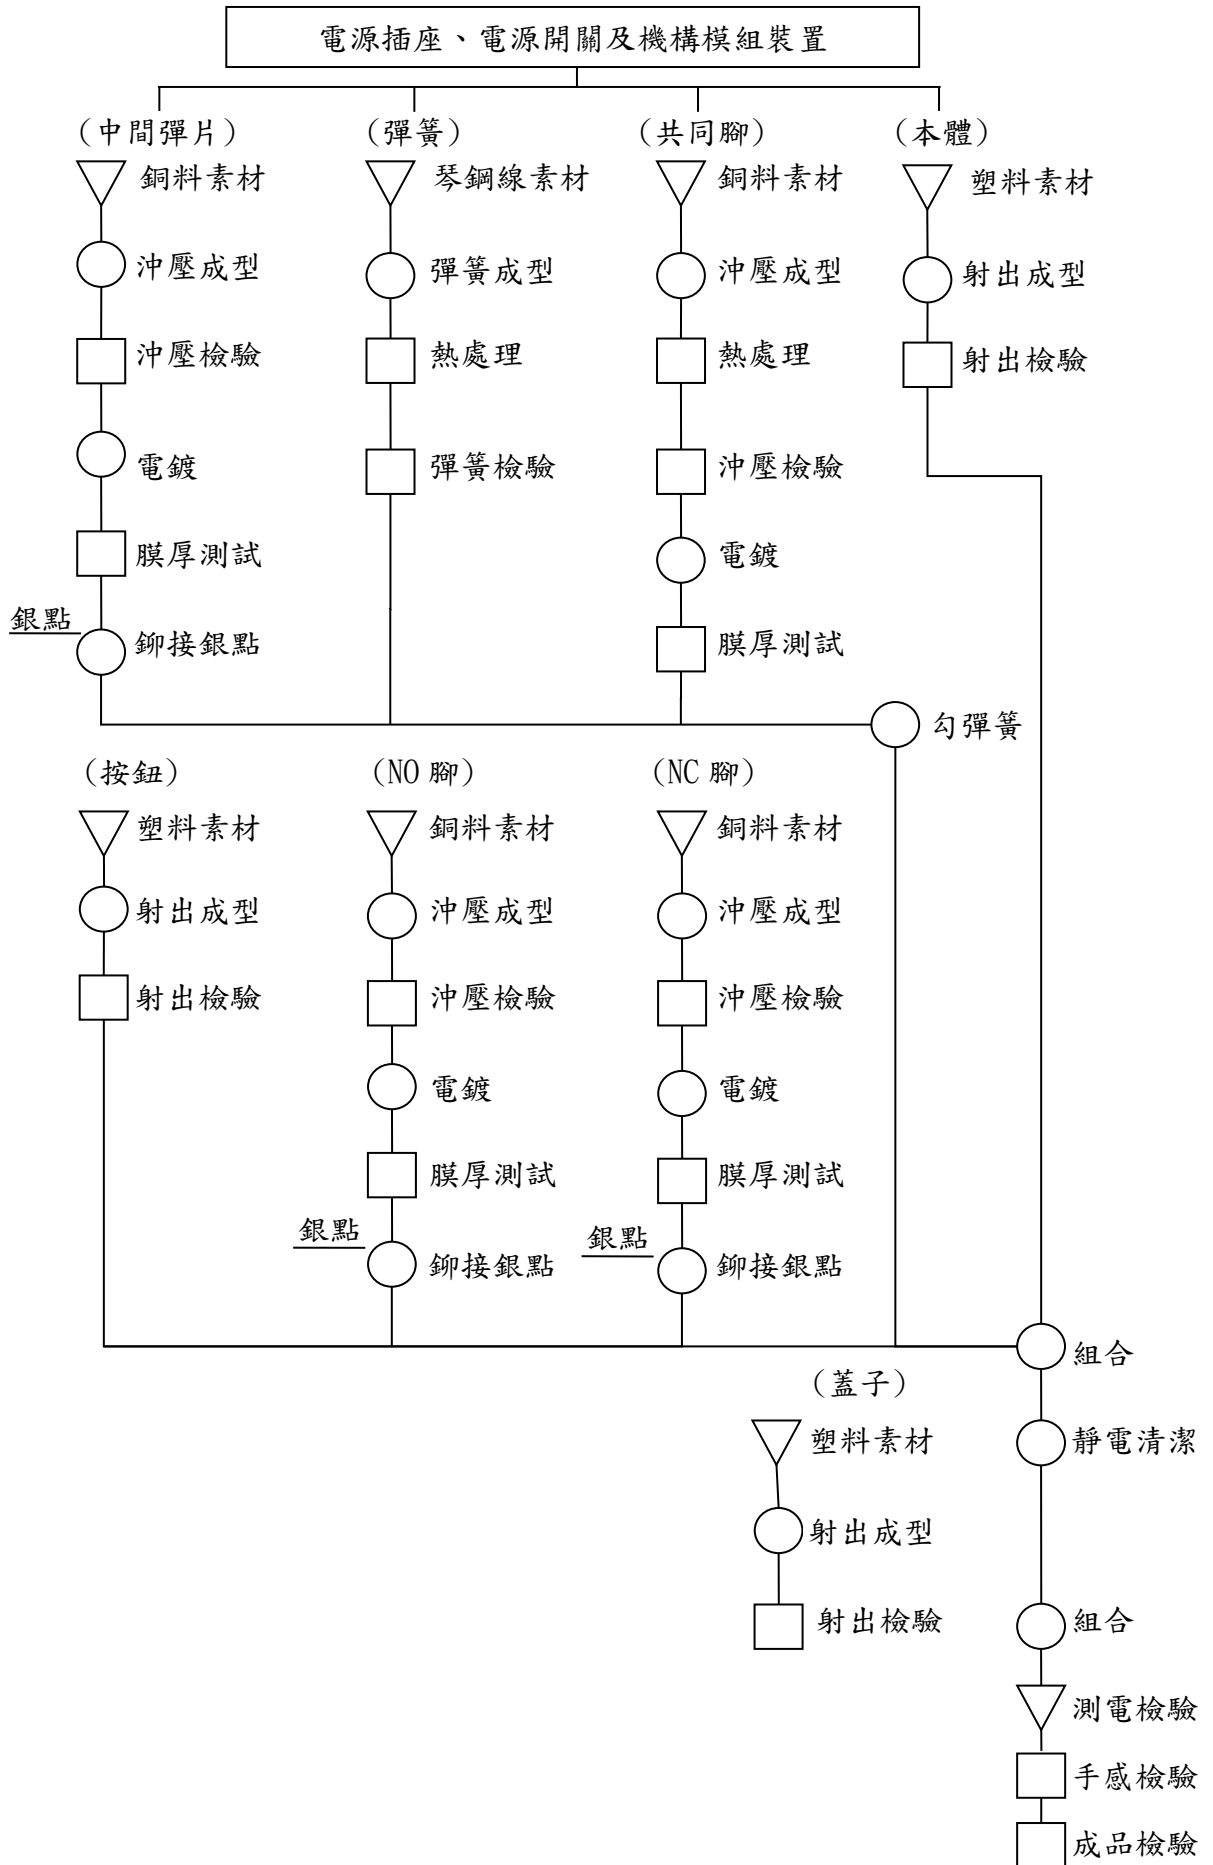 電源插座、電源開關及機構模組裝置
(中間彈片)
銅料素材
沖壓成型
沖壓檢驗
電鍍
膜厚測試
銀點
鉚接銀點
(彈簧)
琴鋼線素材
彈簧成型
熱處理
彈簧檢驗
(共同腳)
銅料素材
沖壓成型
熱處理
沖壓檢驗
電鍍
膜厚測試
(本體)
塑料素材
射出成型
射出檢驗
勾彈簧
(按鈕)
塑料素材
射出成型
射出檢驗
(NO 腳)
銅料素材
沖壓成型
沖壓檢驗
電鍍
膜厚測試
銀點
鉚接銀點
(NC 腳)
銅料素材
沖壓成型
沖壓檢驗
電鍍
膜厚測試
銀點
鉚接銀點
組合
靜電清潔
(蓋子)
塑料素材
射出成型
射出檢驗
組合
測電檢驗
手感檢驗
成品檢驗